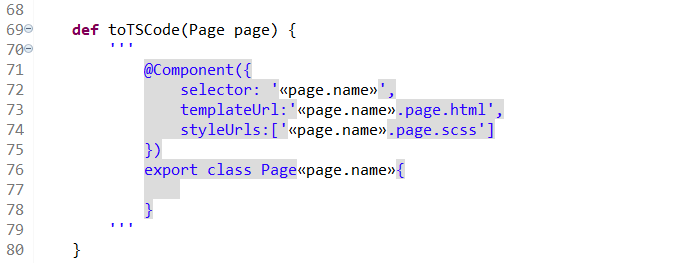 68
69 def toTSCode(Page page) {
70 '''
71 @Component({
72 selector: '«page.name»',
73 templateUrl:'«page.name».page.html',
74 styleUrls:['«page.name».page.scss']
75 })
76 export class Page«page.name»{
77
78 }
79 '''
80 }